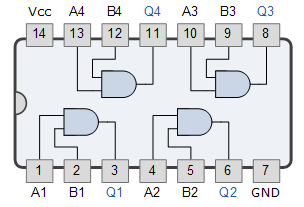 Vcc A4 B4 Q4 A3 B3 Q3
14 13 12 11 10 9 8
1 2 3 4 5 6 7
A1 B1 Q1 A2 B2 Q2 GND